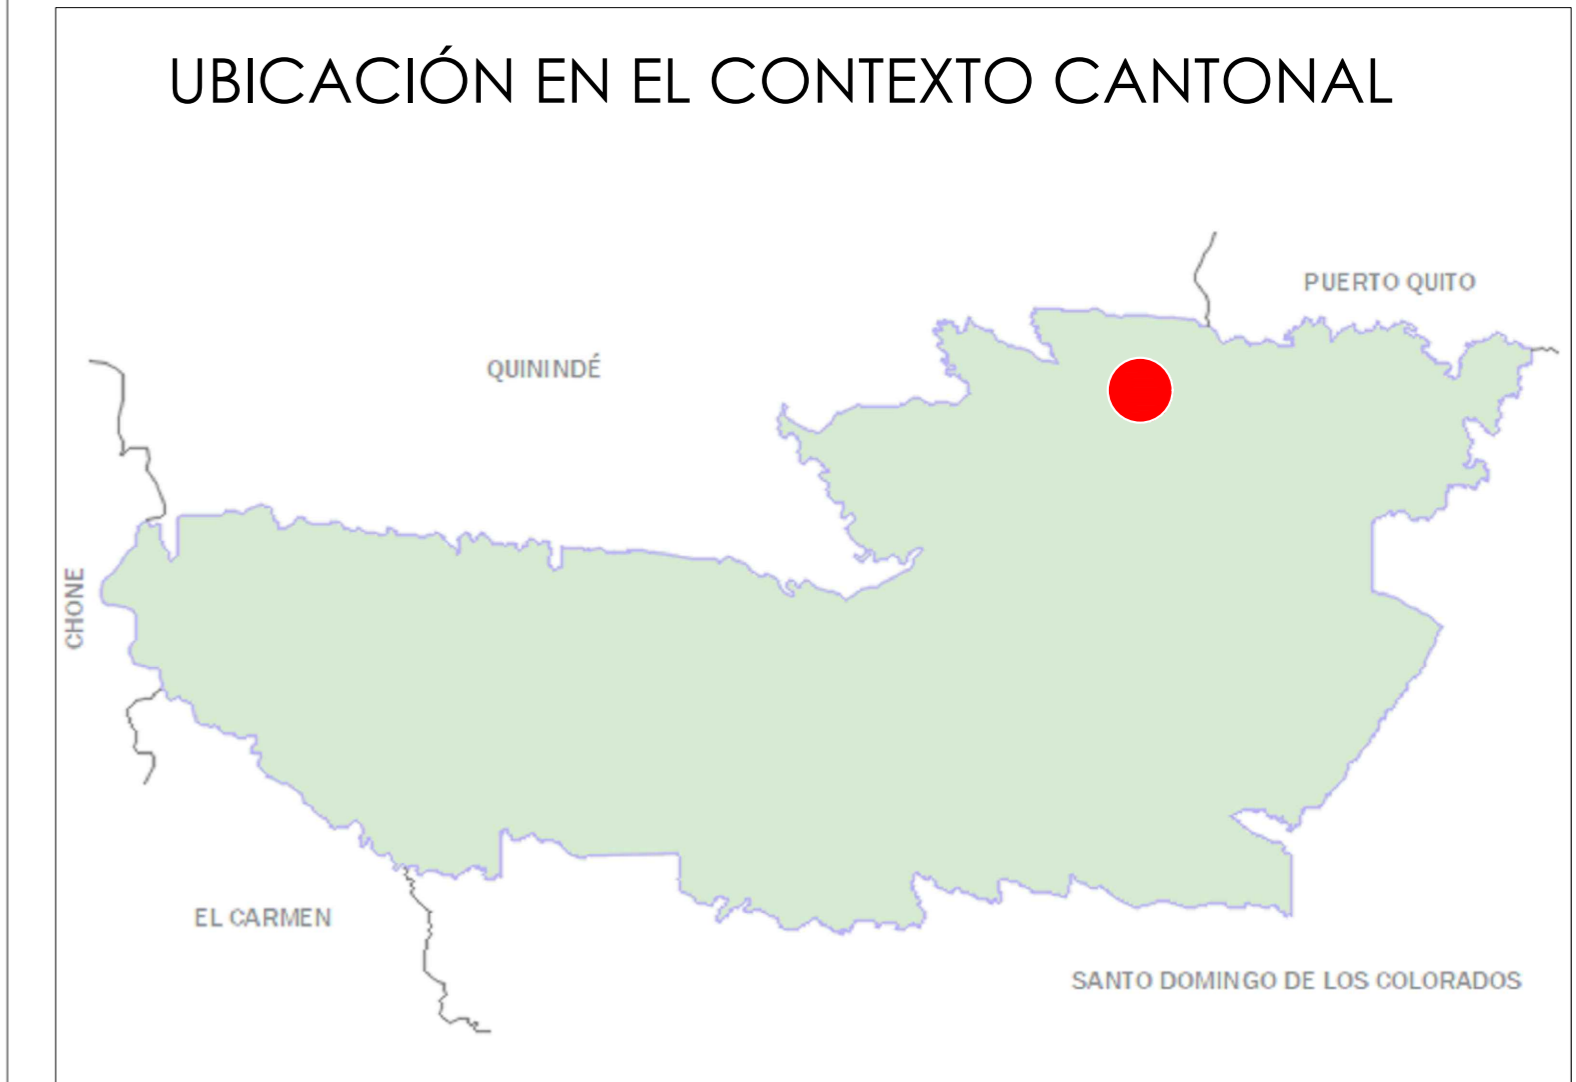 UBICACIÓN EN EL CONTEXTO CANTONAL
PUERTO QUITO
QUININDÉ
CHONE
EL CARMEN
SANTO DOMINGO DE LOS COLORADOS